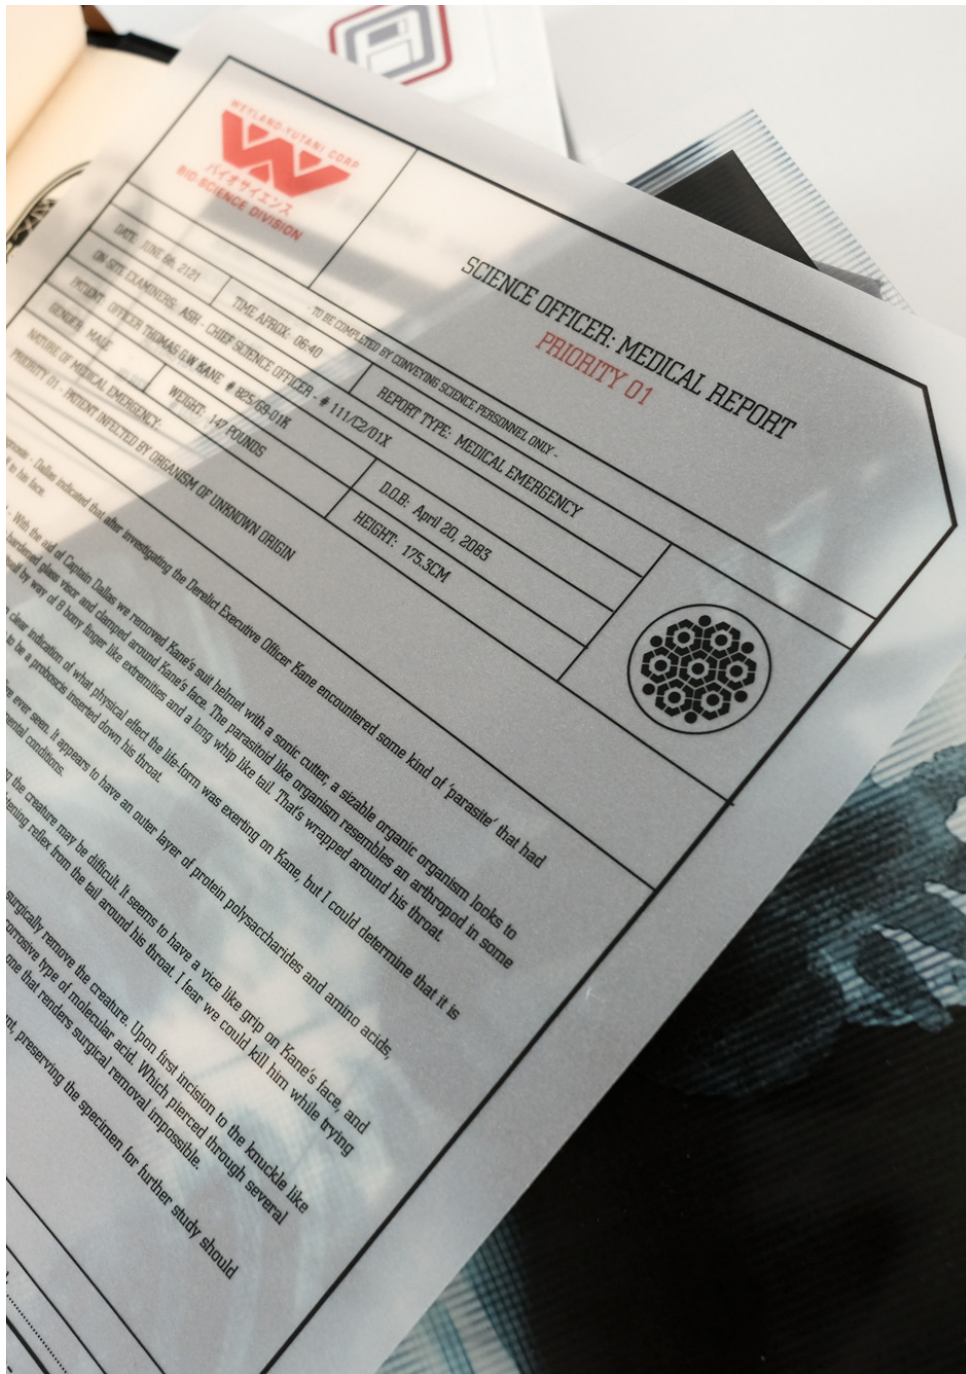 WEYLAND-YUTANI CORP
バイオサイエンス
BIO-SCIENCE DIVISION
SCIENCE OFFICER: MEDICAL REPORT
PRIORITY 01
- TO BE COMPLETED BY CONVEYING SCIENCE PERSONNEL ONLY -
DATE: JUNE 6th, 2121
TIME APROX: 06:40
REPORT TYPE: MEDICAL EMERGENCY
ON-SITE EXAMINERS: ASH - CHIEF SCIENCE OFFICER - # 111/C2/01X
PATIENT: OFFICER THOMAS G.W KANE # 825/G9-01K
D.O.B: April 20, 2083
GENDER: MALE
WEIGHT: 147 POUNDS
HEIGHT: 175.3CM
NATURE OF MEDICAL EMERGENCY:
PRIORITY 01 - PATIENT INFECTED BY ORGANISM OF UNKNOWN ORIGIN
- Dallas indicated that after investigating the Derelict Executive Officer Kane encountered some kind of 'parasite' that had
to his face.
- With the aid of Captain Dallas we removed Kane's suit helmet with a sonic cutter, a sizable organic organism looks to
hardened glass visor and clamped around Kane's face. The parasitoid like organism resembles an arthropod in some
by way of 8 bony finger like extremities and a long whip like tail. That's wrapped around his throat.
clear indication of what physical effect the life-form was exerting on Kane, but I could determine that it is
to be a proboscis inserted down his throat.
ever seen. It appears to have an outer layer of protein polysaccharides and amino acids,
conditions.
the creature may be difficult. It seems to have a vice like grip on Kane's face, and
reflex from the tail around his throat. I fear we could kill him while trying
surgically remove the creature. Upon first incision to the knuckle like
corrosive type of molecular acid. Which pierced through several
one that renders surgical removal impossible.
preserving the specimen for further study should